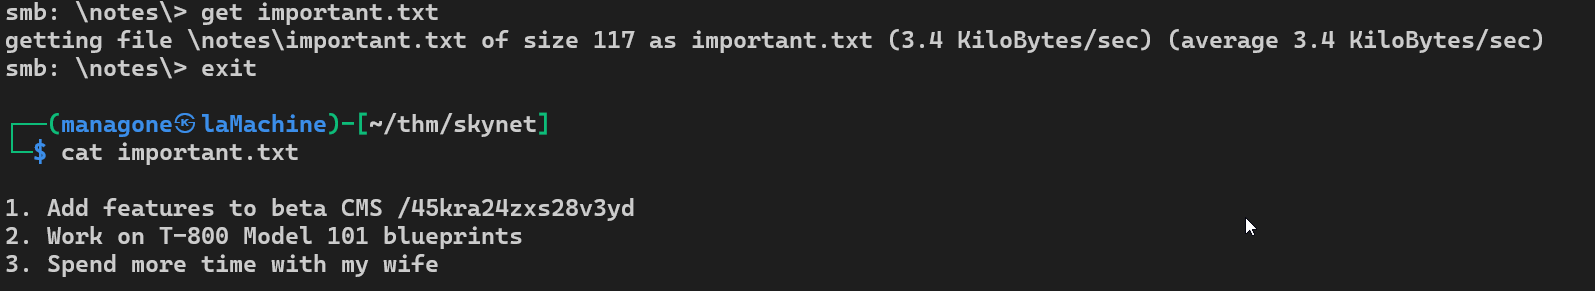 smb: \notes\> get important.txt
getting file \notes\important.txt of size 117 as important.txt (3.4 KiloBytes/sec) (average 3.4 KiloBytes/sec)
smb: \notes\> exit
┌──(managone㉿laMachine)-[~/thm/skynet]
└─$ cat important.txt
1. Add features to beta CMS /45kra24zxs28v3yd
2. Work on T-800 Model 101 blueprints
3. Spend more time with my wife